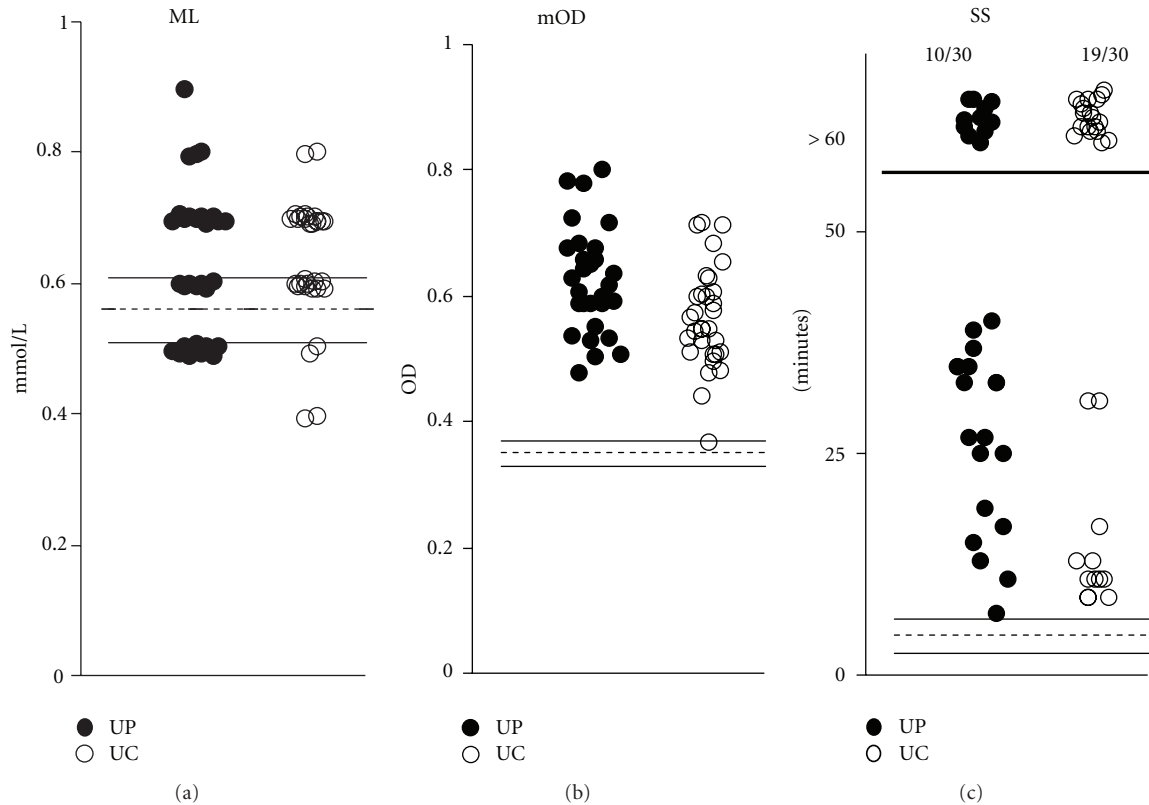 ML
1
0.8
0.6
0.4
0.2
0
mmol/L
UP
UC
(a)
mOD
1
0.8
0.6
0.4
0.2
0
OD
UP
UC
(b)
SS
10/30 19/30
> 60
50
25
0
(minutes)
UP
UC
(c)